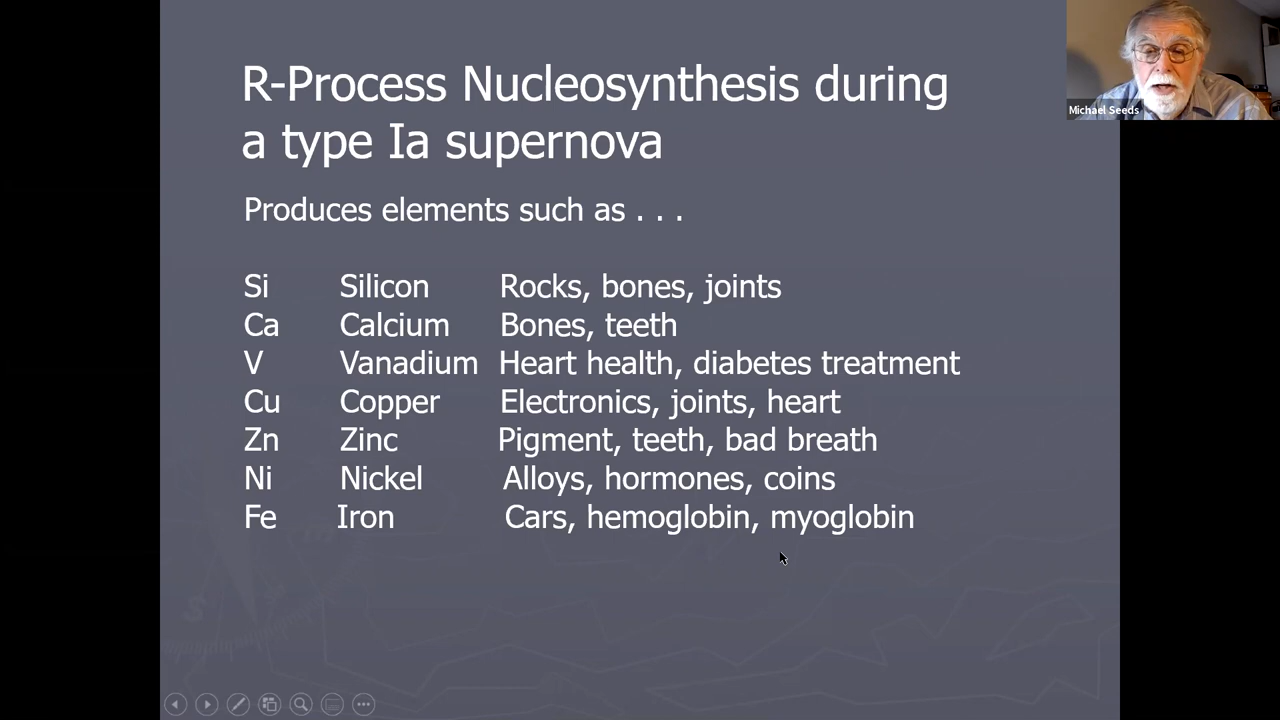 R-Process Nucleosynthesis during
a type Ia supernova
Produces elements such as . . .
Si Silicon Rocks, bones, joints
Ca Calcium Bones, teeth
V Vanadium Heart health, diabetes treatment
Cu Copper Electronics, joints, heart
Zn Zinc Pigment, teeth, bad breath
Ni Nickel Alloys, hormones, coins
Fe Iron Cars, hemoglobin, myoglobin
Michael Seeds